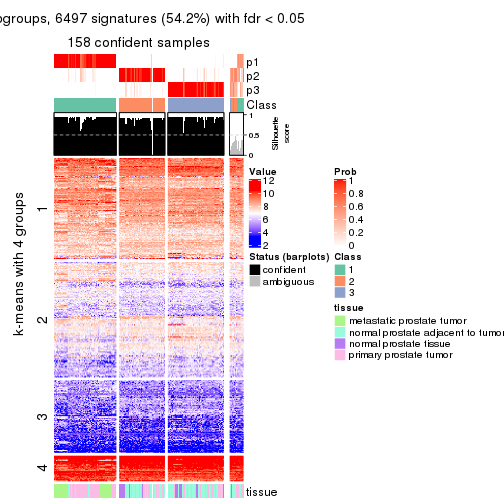 ogroups, 6497 signatures (54.2%) with fdr < 0.05
158 confident samples
p1
p2
p3
Class
1
0.5
0
Silhouette
score
k-means with 4 groups
1
2
3
4
Value
12
10
8
6
4
2
Prob
1
0.8
0.6
0.4
0.2
0
Status (barplots)
confident
ambiguous
Class
1
2
3
tissue
metastatic prostate tumor
normal prostate adjacent to tumor
normal prostate tissue
primary prostate tumor
tissue